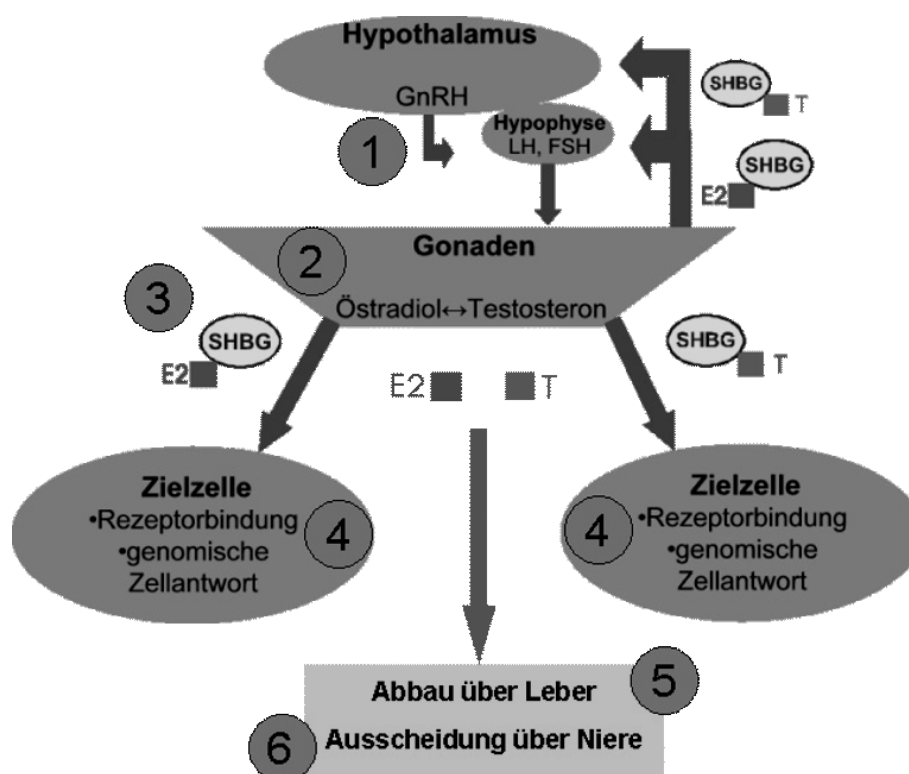 Hypothalamus
GnRH
Hypophyse
LH, FSH
1
SHBG
T
SHBG
E2
Gonaden
2
Östradiol↔Testosteron
3
SHBG
E2
SHBG
T
E2
T
Zielzelle
•Rezeptorbindung
•genomische
Zellantwort
4
Zielzelle
•Rezeptorbindung
•genomische
Zellantwort
4
Abbau über Leber
5
Ausscheidung über Niere
6